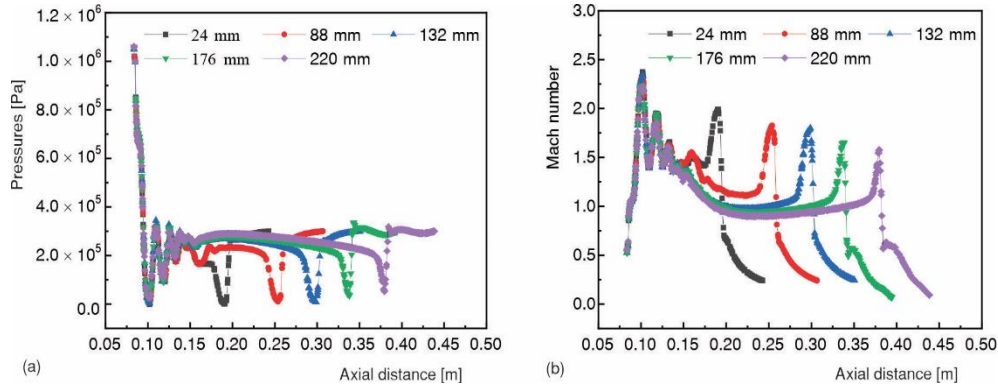 Pressures [Pa]
1.2 × 10⁶
1.0 × 10⁶
8.0 × 10⁵
6.0 × 10⁵
4.0 × 10⁵
2.0 × 10⁵
0.0
24 mm 88 mm 132 mm
176 mm 220 mm
0.05 0.10 0.15 0.20 0.25 0.30 0.35 0.40 0.45 0.50
(a)
Axial distance [m]
Mach number
3.0
2.5
2.0
1.5
1.0
0.5
0.0
24 mm 88 mm 132 mm
176 mm 220 mm
0.05 0.10 0.15 0.20 0.25 0.30 0.35 0.40 0.45 0.50
(b)
Axial distance [m]